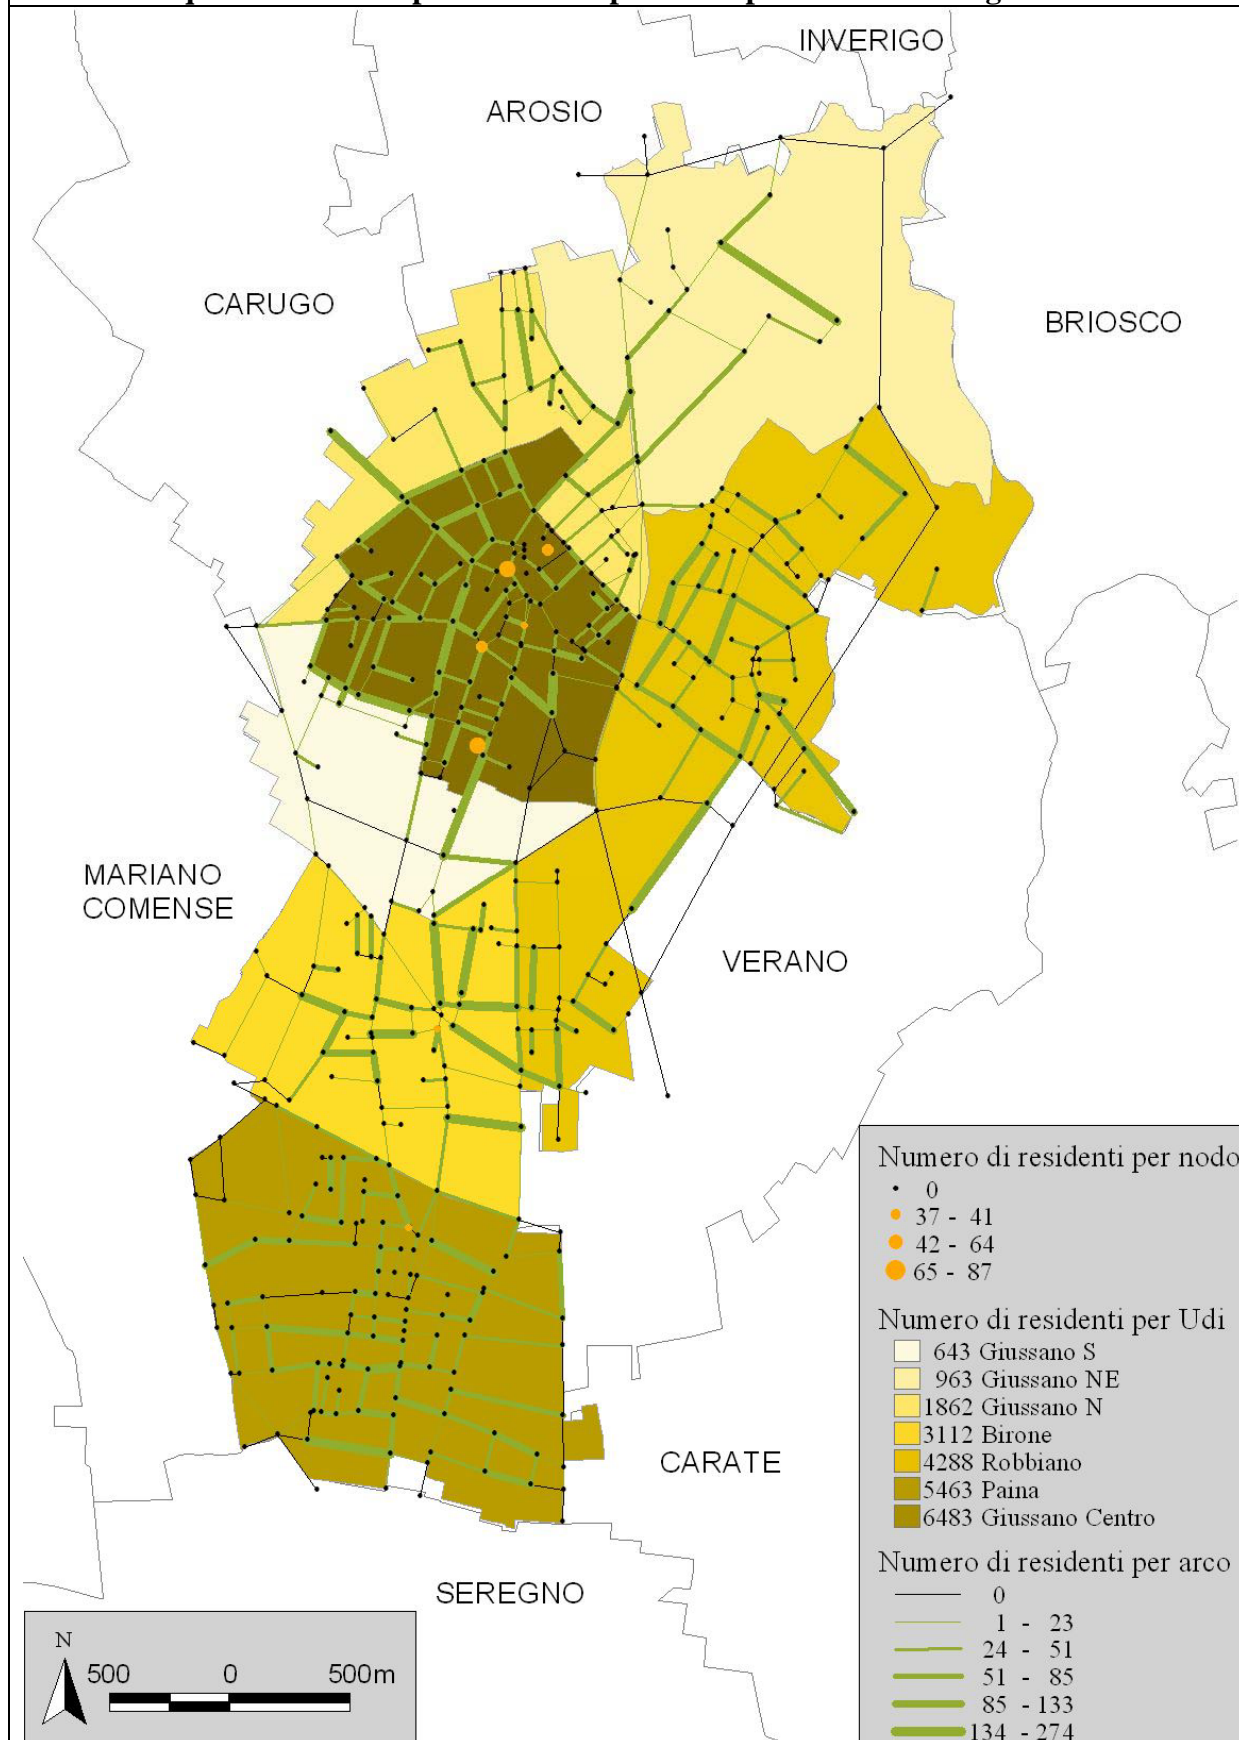 INVERIGO
AROSIO
CARUGO
BRIOSCO
MARIANO
COMENSE
VERANO
CARATE
SEREGNO
N
500 0 500m
Numero di residenti per nodo
0
37 - 41
42 - 64
65 - 87
Numero di residenti per Udi
643 Giussano S
963 Giussano NE
1862 Giussano N
3112 Birone
4288 Robbiano
5463 Paina
6483 Giussano Centro
Numero di residenti per arco
0
1 - 23
24 - 51
51 - 85
85 - 133
134 - 274